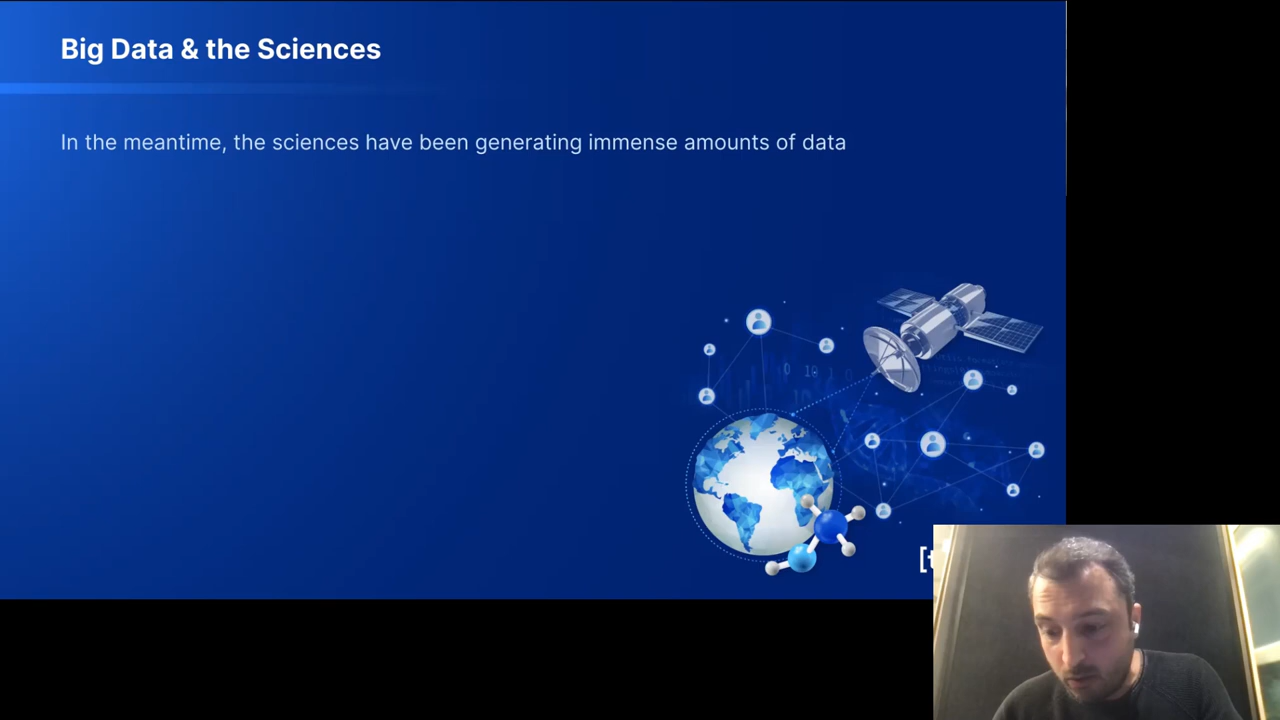 Big Data & the Sciences
In the meantime, the sciences have been generating immense amounts of data
[t